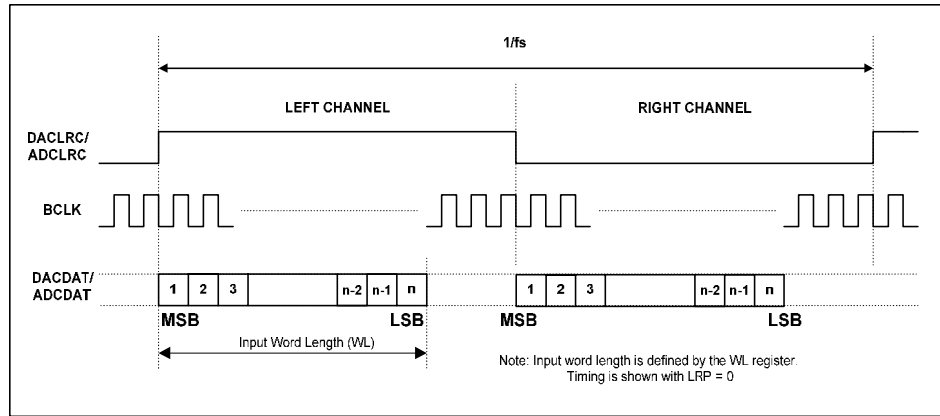 1/fs
LEFT CHANNEL
RIGHT CHANNEL
DACLRC/
ADCLRC
BCLK
DACDAT/
ADCDAT
1 2 3 n-2 n-1 n 1 2 3 n-2 n-1 n
MSB LSB MSB LSB
Input Word Length (WL)
Note: Input word length is defined by the WL register.
Timing is shown with LRP = 0